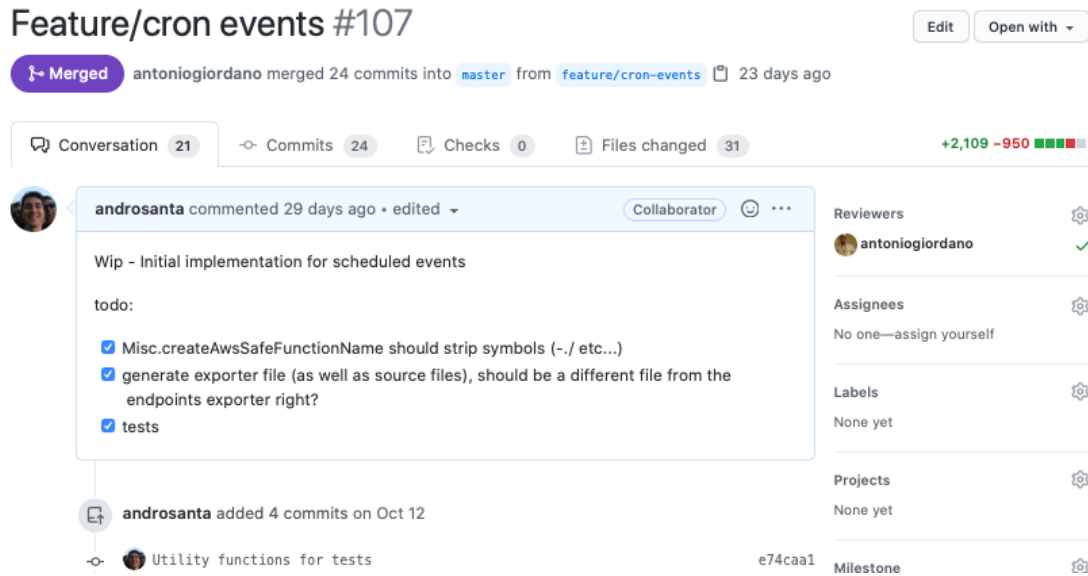 Feature/cron events #107
Edit
Open with
Merged antoniogiordano merged 24 commits into master from feature/cron-events 23 days ago
Conversation 21
Commits 24
Checks 0
Files changed 31
+2,109 −950
androsanta commented 29 days ago • edited
Collaborator
Wip - Initial implementation for scheduled events
todo:
Misc.createAwsSafeFunctionName should strip symbols (-./ etc...)
generate exporter file (as well as source files), should be a different file from the
endpoints exporter right?
tests
androsanta added 4 commits on Oct 12
Utility functions for tests e74caa1
Reviewers
antoniogiordano
Assignees
No one—assign yourself
Labels
None yet
Projects
None yet
Milestone